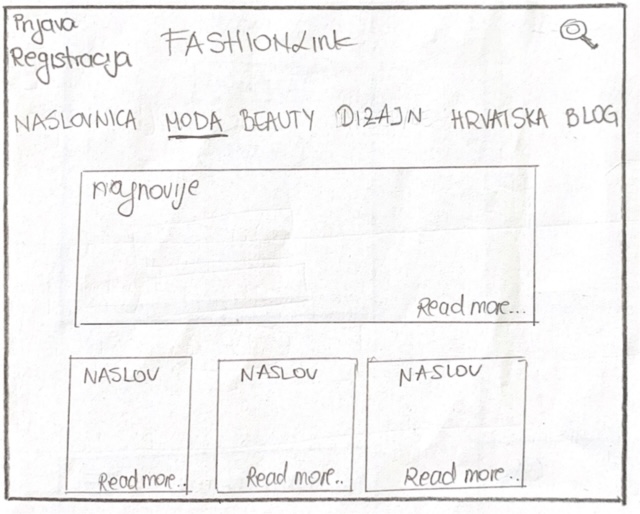 Prijava
Registracija
FASHIONLink
NASLOVNICA MODA BEAUTY DIZAJN HRVATSKA BLOG
najnovije
Read more...
NASLOV NASLOV NASLOV
Read more.. Read more.. Read more...